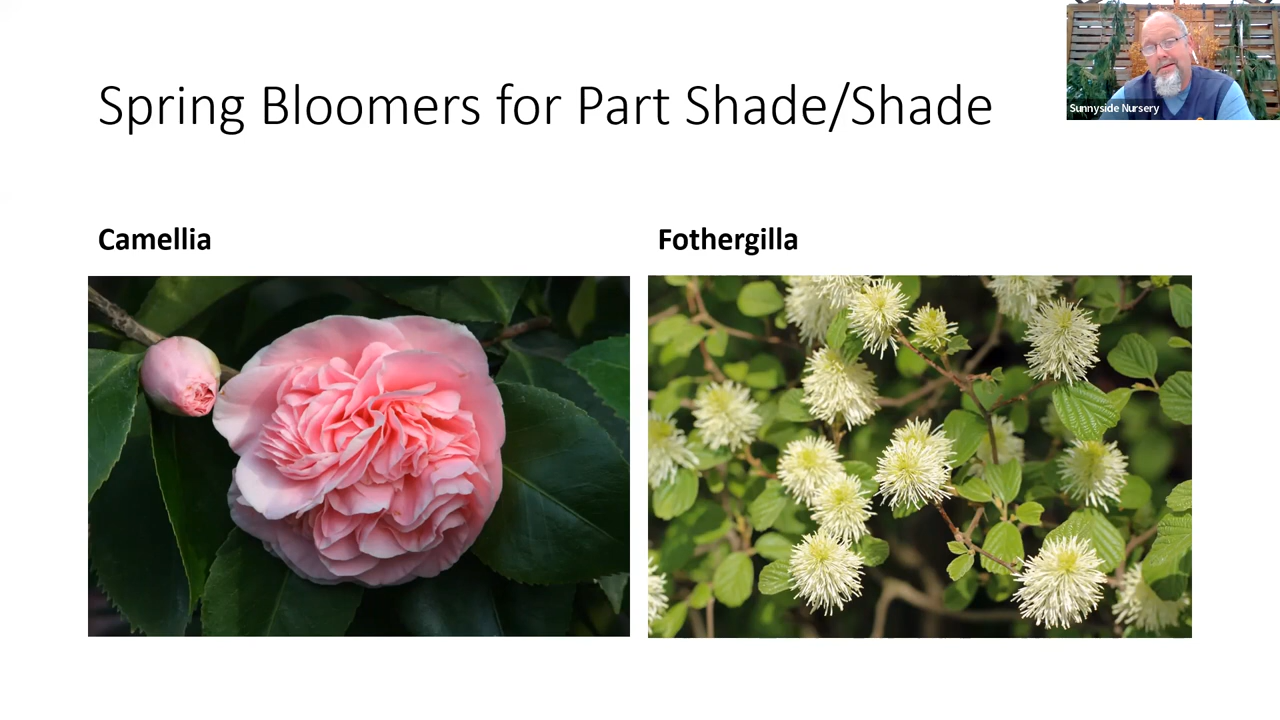 Spring Bloomers for Part Shade/Shade
Sunnyside Nursery
Camellia
Fothergilla